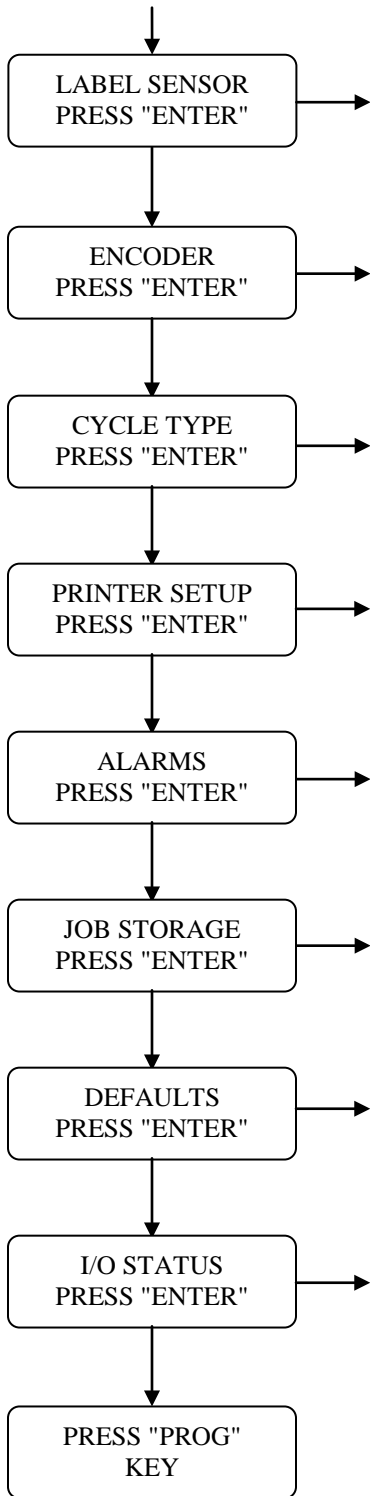 LABEL SENSOR
PRESS "ENTER"
ENCODER
PRESS "ENTER"
CYCLE TYPE
PRESS "ENTER"
PRINTER SETUP
PRESS "ENTER"
ALARMS
PRESS "ENTER"
JOB STORAGE
PRESS "ENTER"
DEFAULTS
PRESS "ENTER"
I/O STATUS
PRESS "ENTER"
PRESS "PROG"
KEY